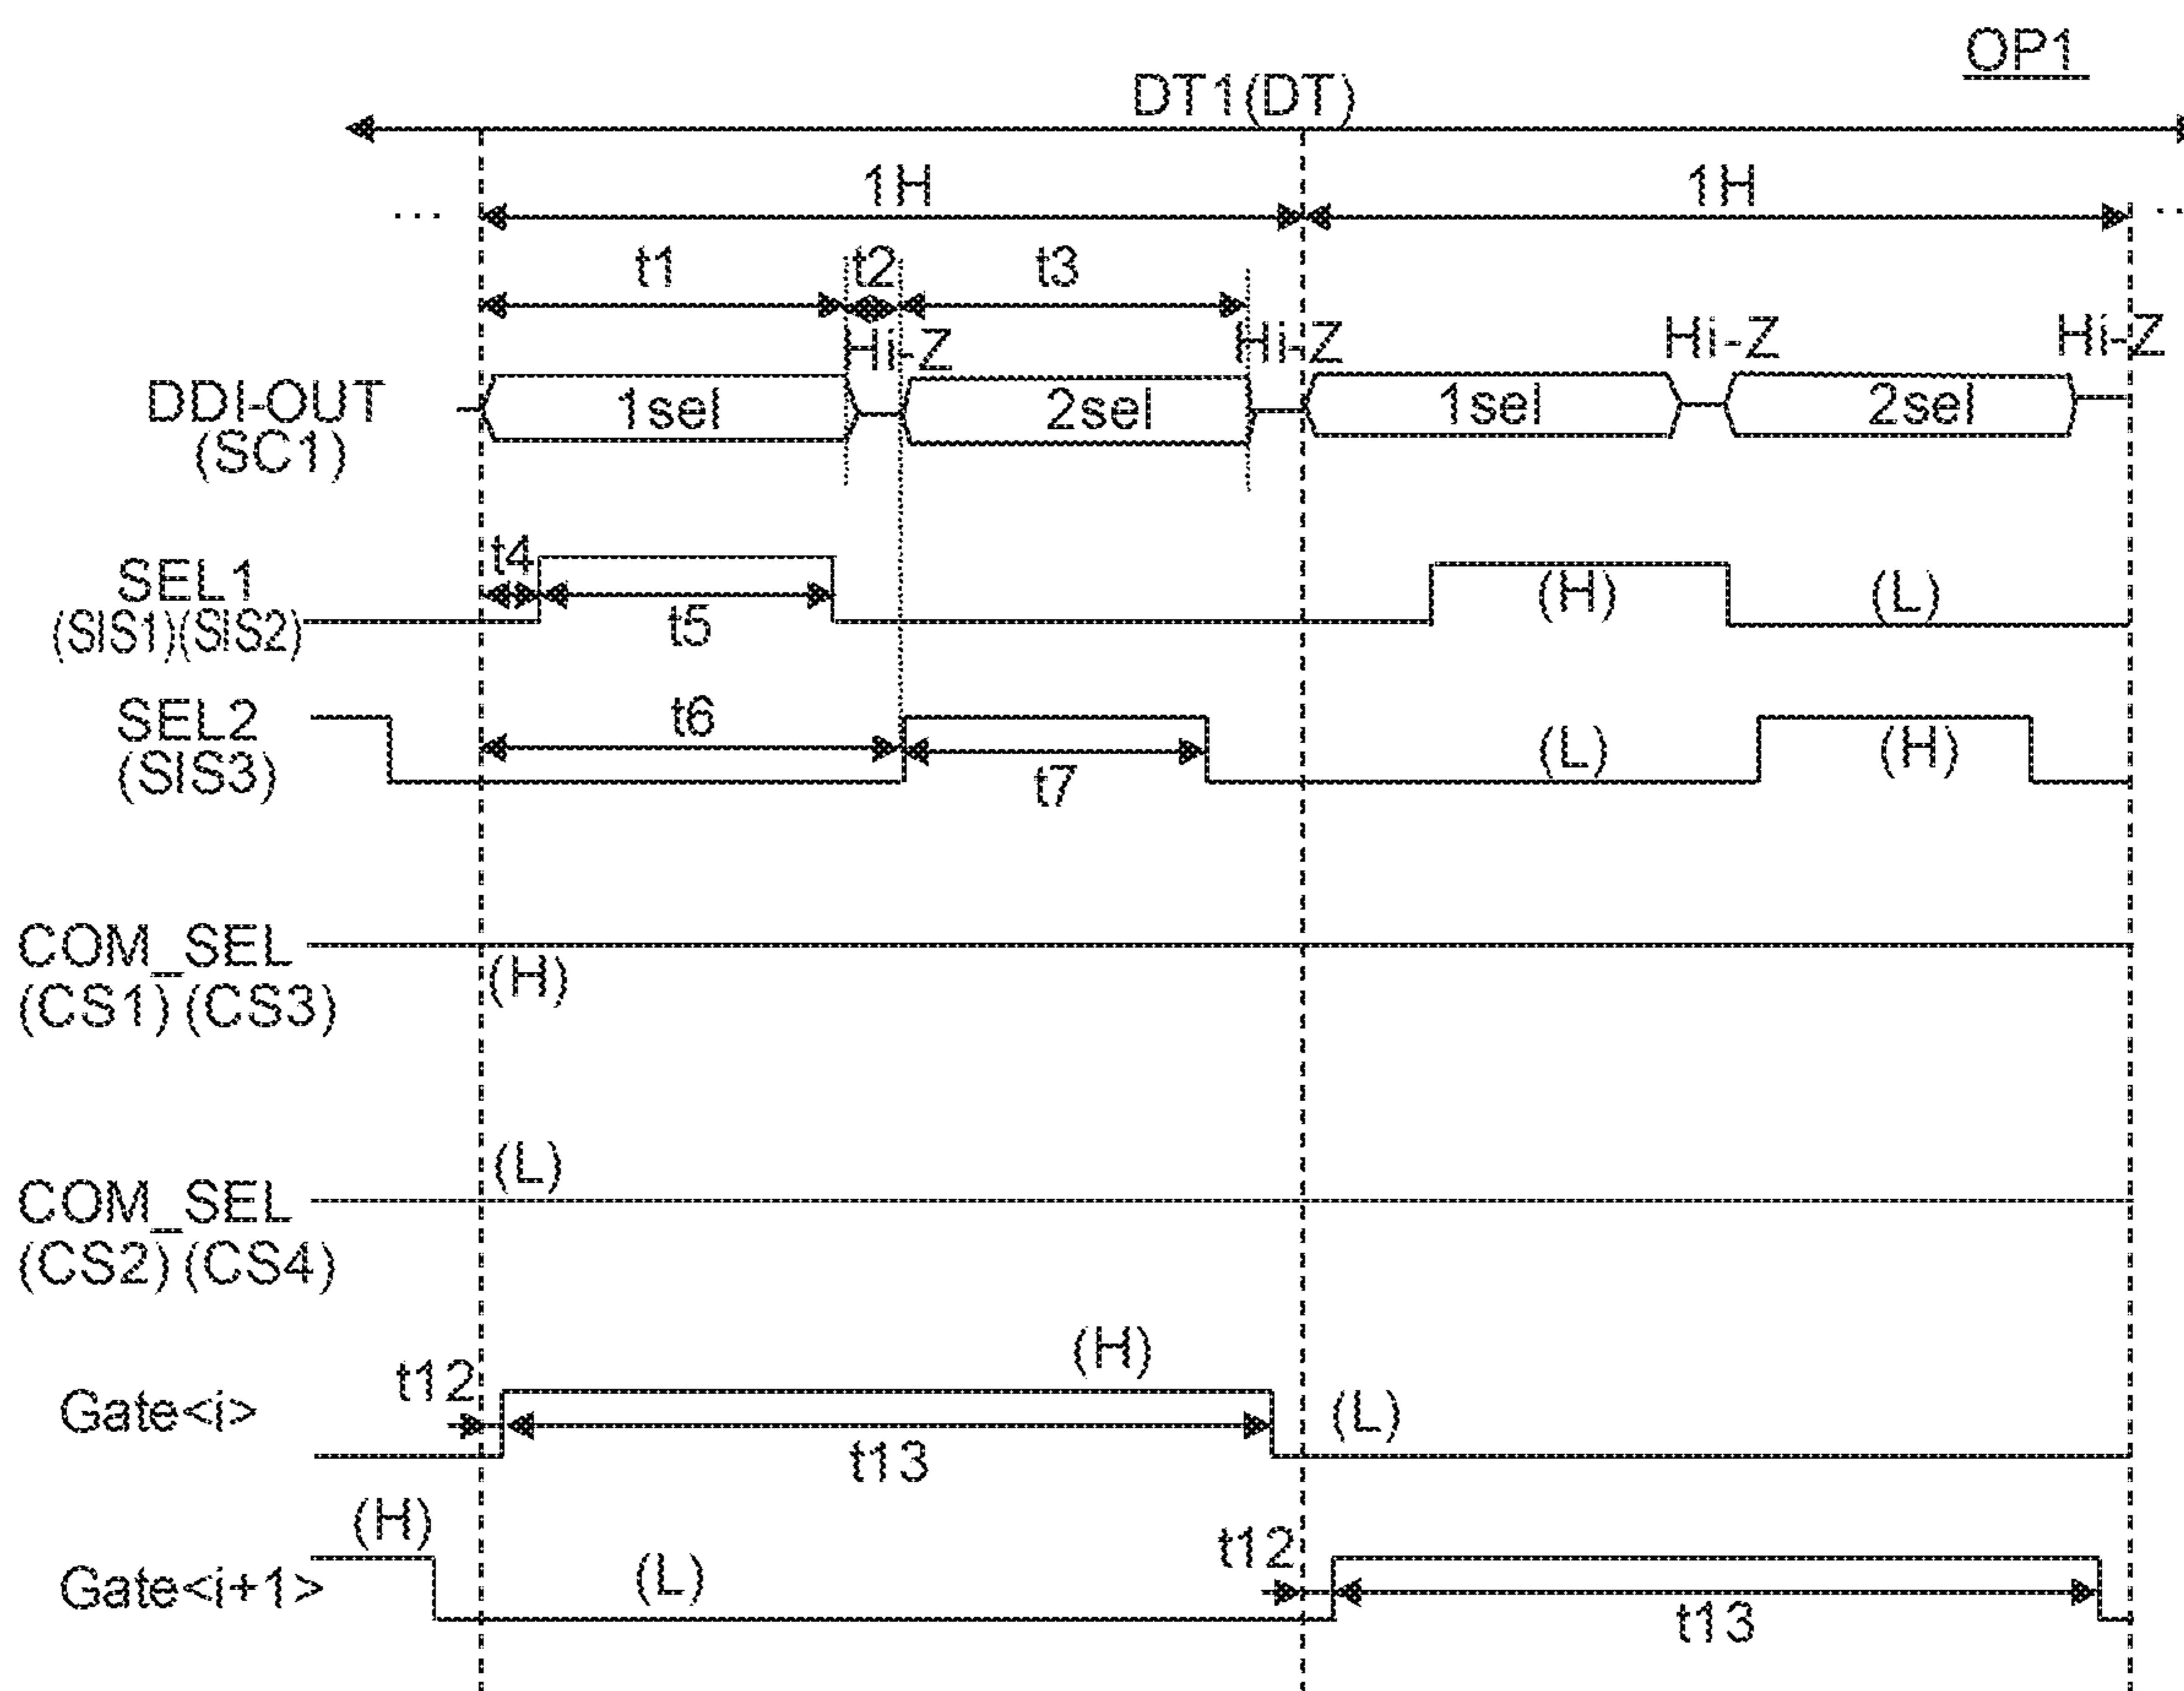 OP1
DT1(DT)
1H 1H
... ..
t1 t2 t3
Hi-Z Hi-Z Hi-Z Hi-Z
DDI-OUT 1sel 2sel 1sel 2sel
(SC1)
t4
SEL1 (H) (L)
(SIS1)(SIS2) t5
SEL2 t6 (L) (H)
(SIS3) t7
COM_SEL
(H)
(CS1)(CS3)
(L)
COM_SEL
(CS2)(CS4)
(H)
t12
Gate<i> (L)
t13
(H)
t12
Gate<i+1> (L)
t13